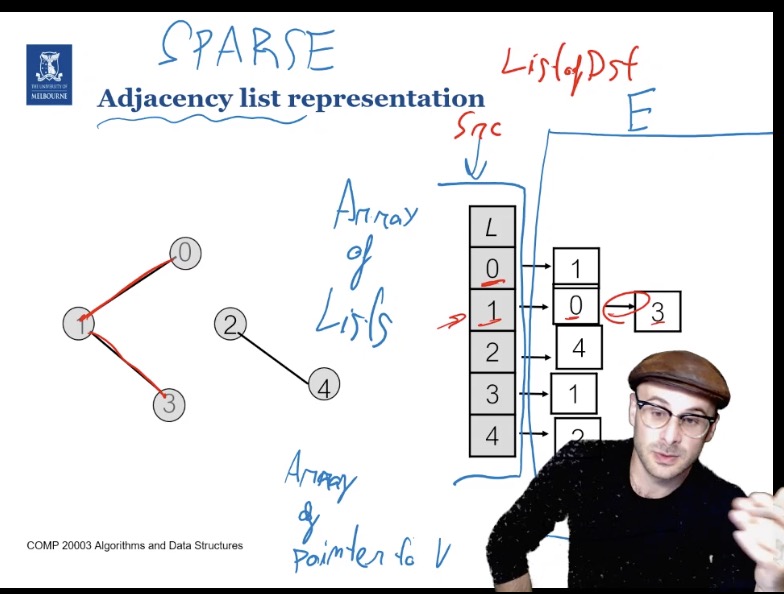 SPARSE
THE UNIVERSITY OF
MELBOURNE
Adjacency list representation
List of Dst
E
Src
Array
of
Lists
L
0
1
2
3
4
1
0
3
4
1
2
0
1
2
3
4
Array
of
pointer to V
COMP 20003 Algorithms and Data Structures